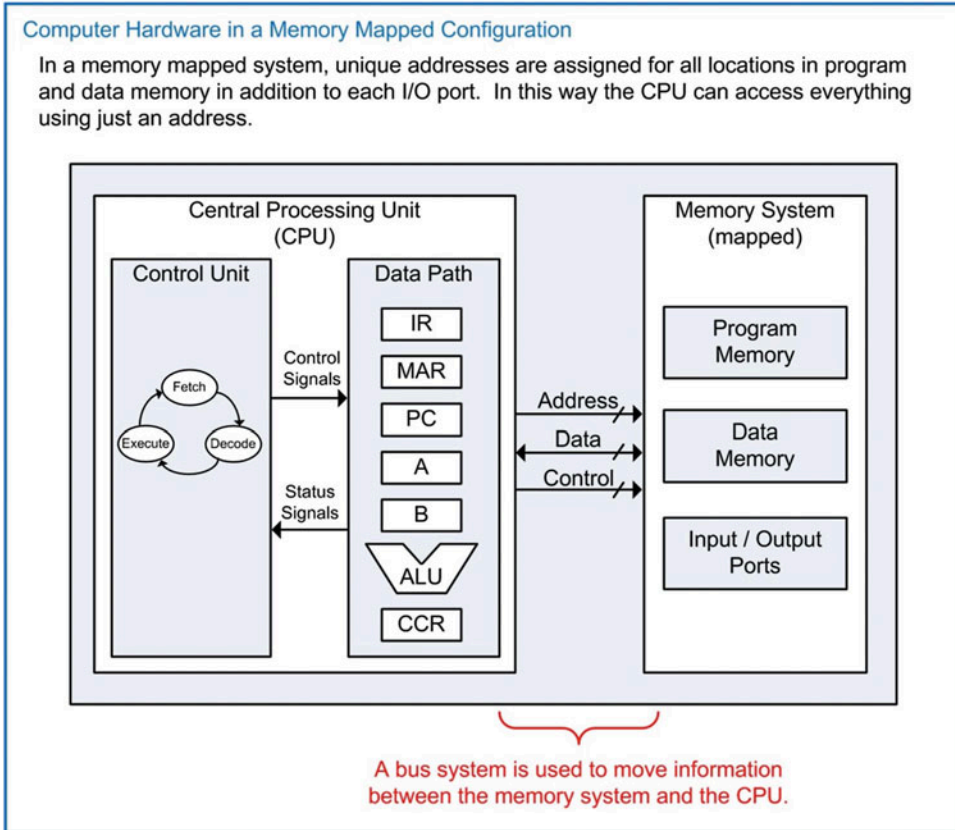 Computer Hardware in a Memory Mapped Configuration
In a memory mapped system, unique addresses are assigned for all locations in program
and data memory in addition to each I/O port. In this way the CPU can access everything
using just an address.
Central Processing Unit
(CPU)
Control Unit
Fetch
Execute
Decode
Control
Signals
Status
Signals
Data Path
IR
MAR
PC
A
B
ALU
CCR
Address
Data
Control
Memory System
(mapped)
Program
Memory
Data
Memory
Input / Output
Ports
A bus system is used to move information
between the memory system and the CPU.